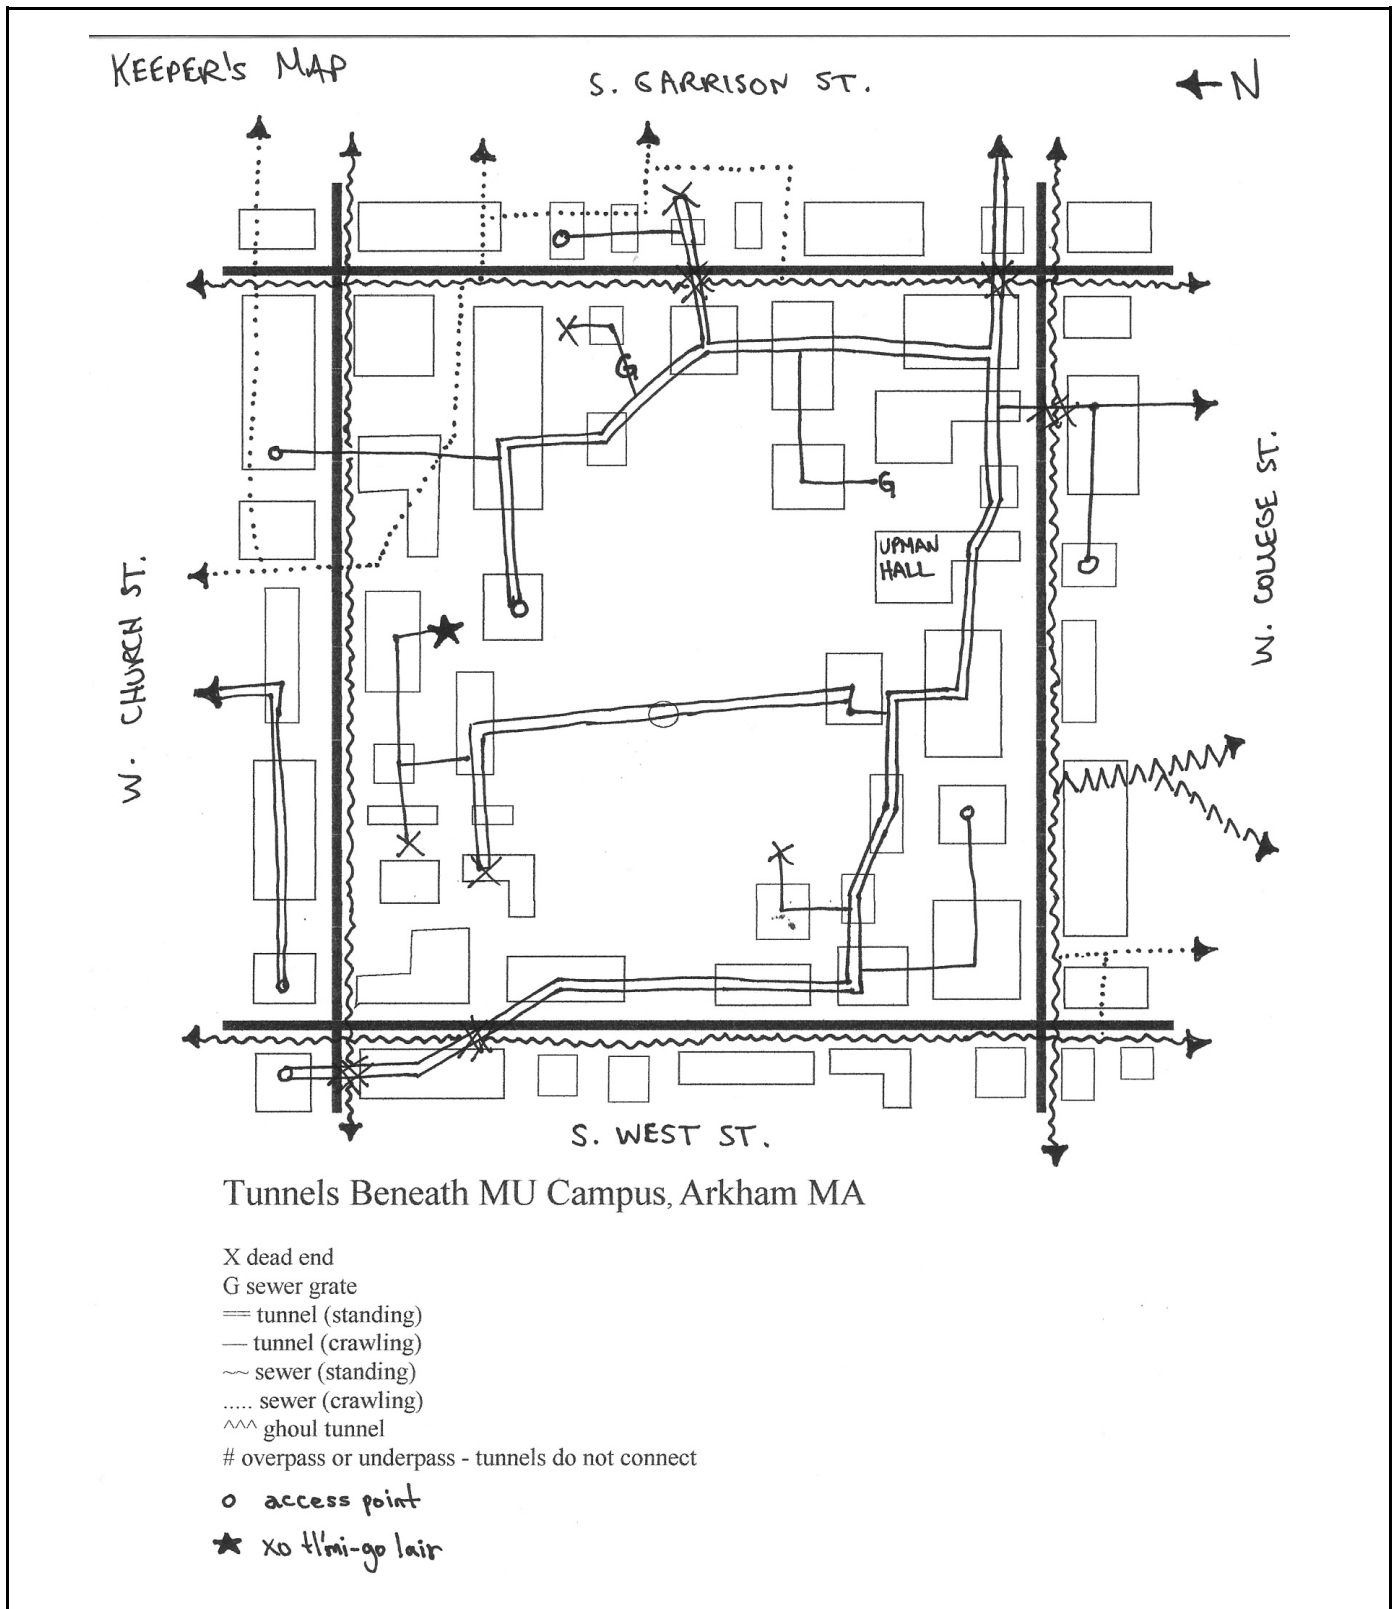 KEEPER'S MAP
S. GARRISON ST.
← N
G
G
UPMAN
HALL
W. CHURCH ST.
W. COLLEGE ST.
S. WEST ST.
Tunnels Beneath MU Campus, Arkham MA
X dead end
G sewer grate
== tunnel (standing)
— tunnel (crawling)
~~ sewer (standing)
..... sewer (crawling)
^^^ ghoul tunnel
# overpass or underpass - tunnels do not connect
o access point
★ xo tl'mi-go lair